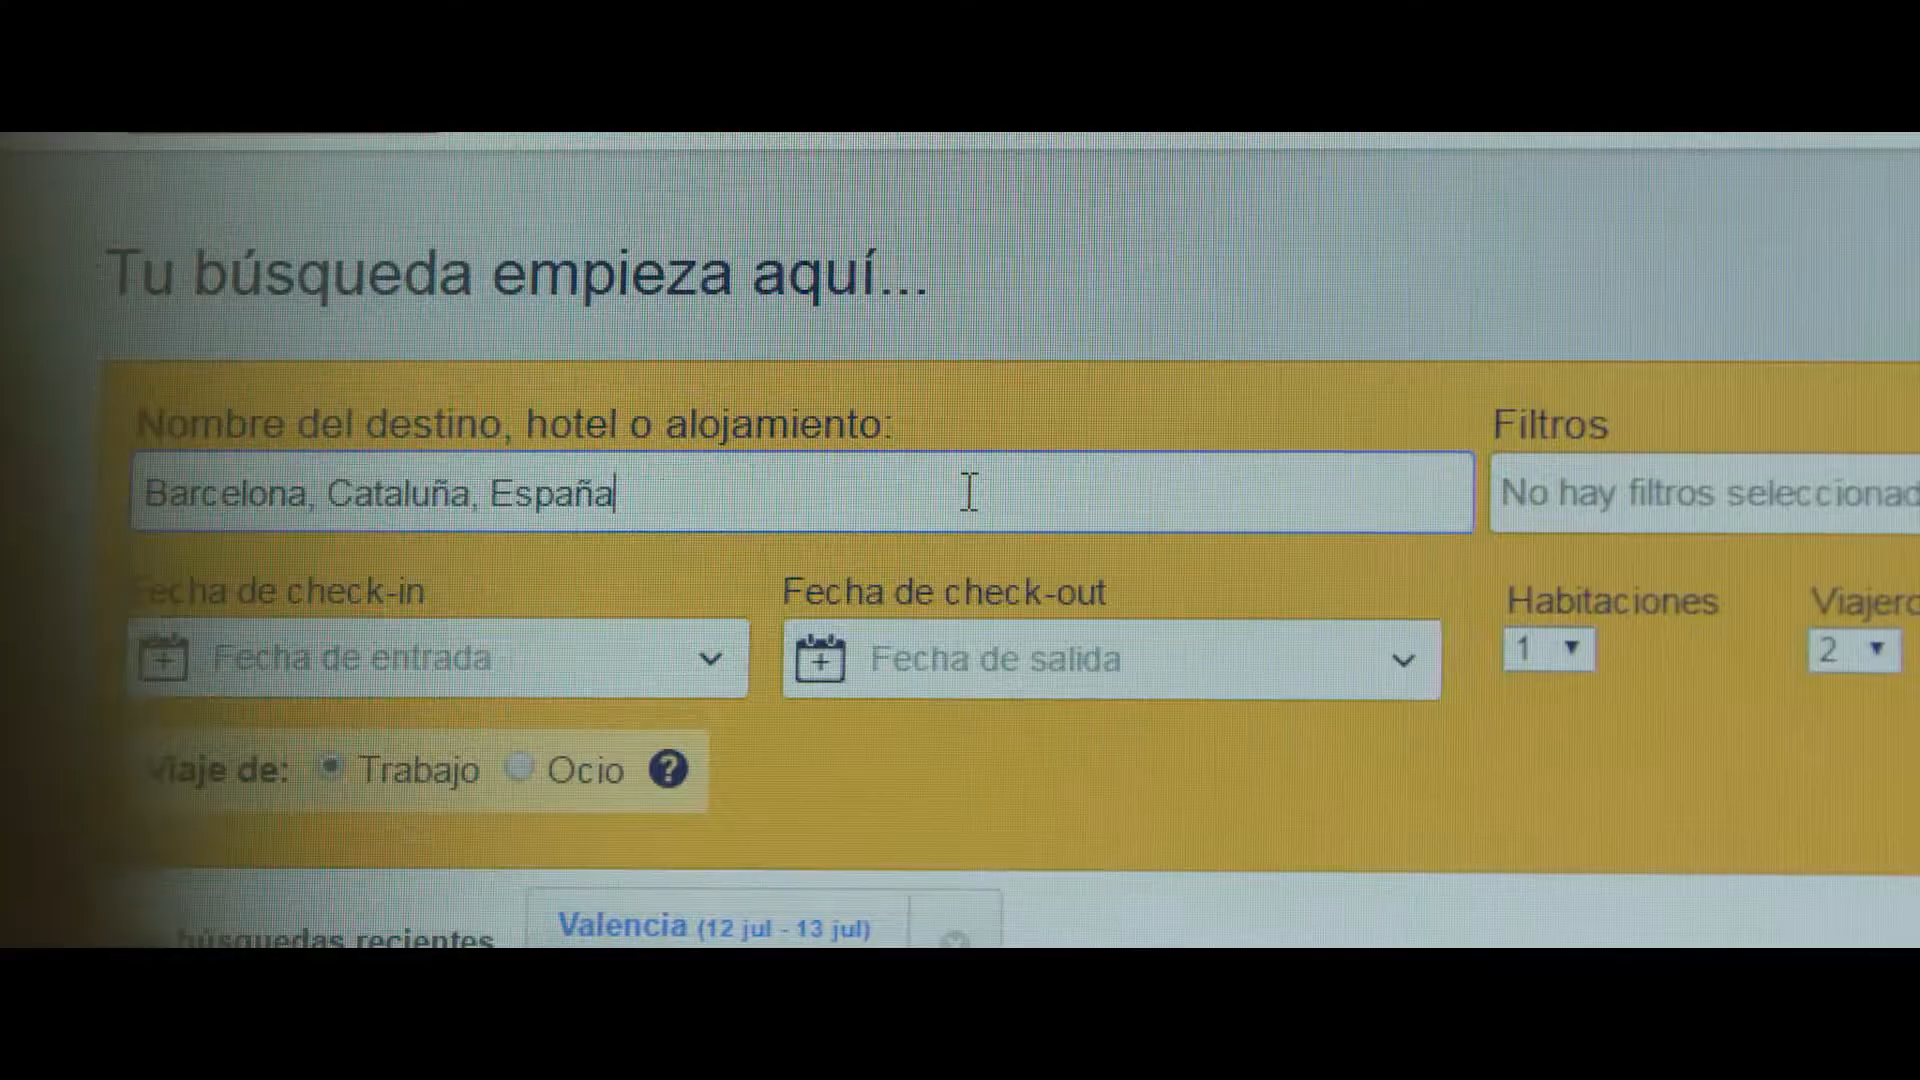 Tu búsqueda empieza aquí...
Nombre del destino, hotel o alojamiento:
Filtros
Barcelona, Cataluña, España
No hay filtros seleccionad
Fecha de check-in
Fecha de check-out
Habitaciones
Viajero
Fecha de entrada
Fecha de salida
1
2
Viaje de: Trabajo Ocio ?
búsquedas recientes
Valencia (12 jul - 13 jul)